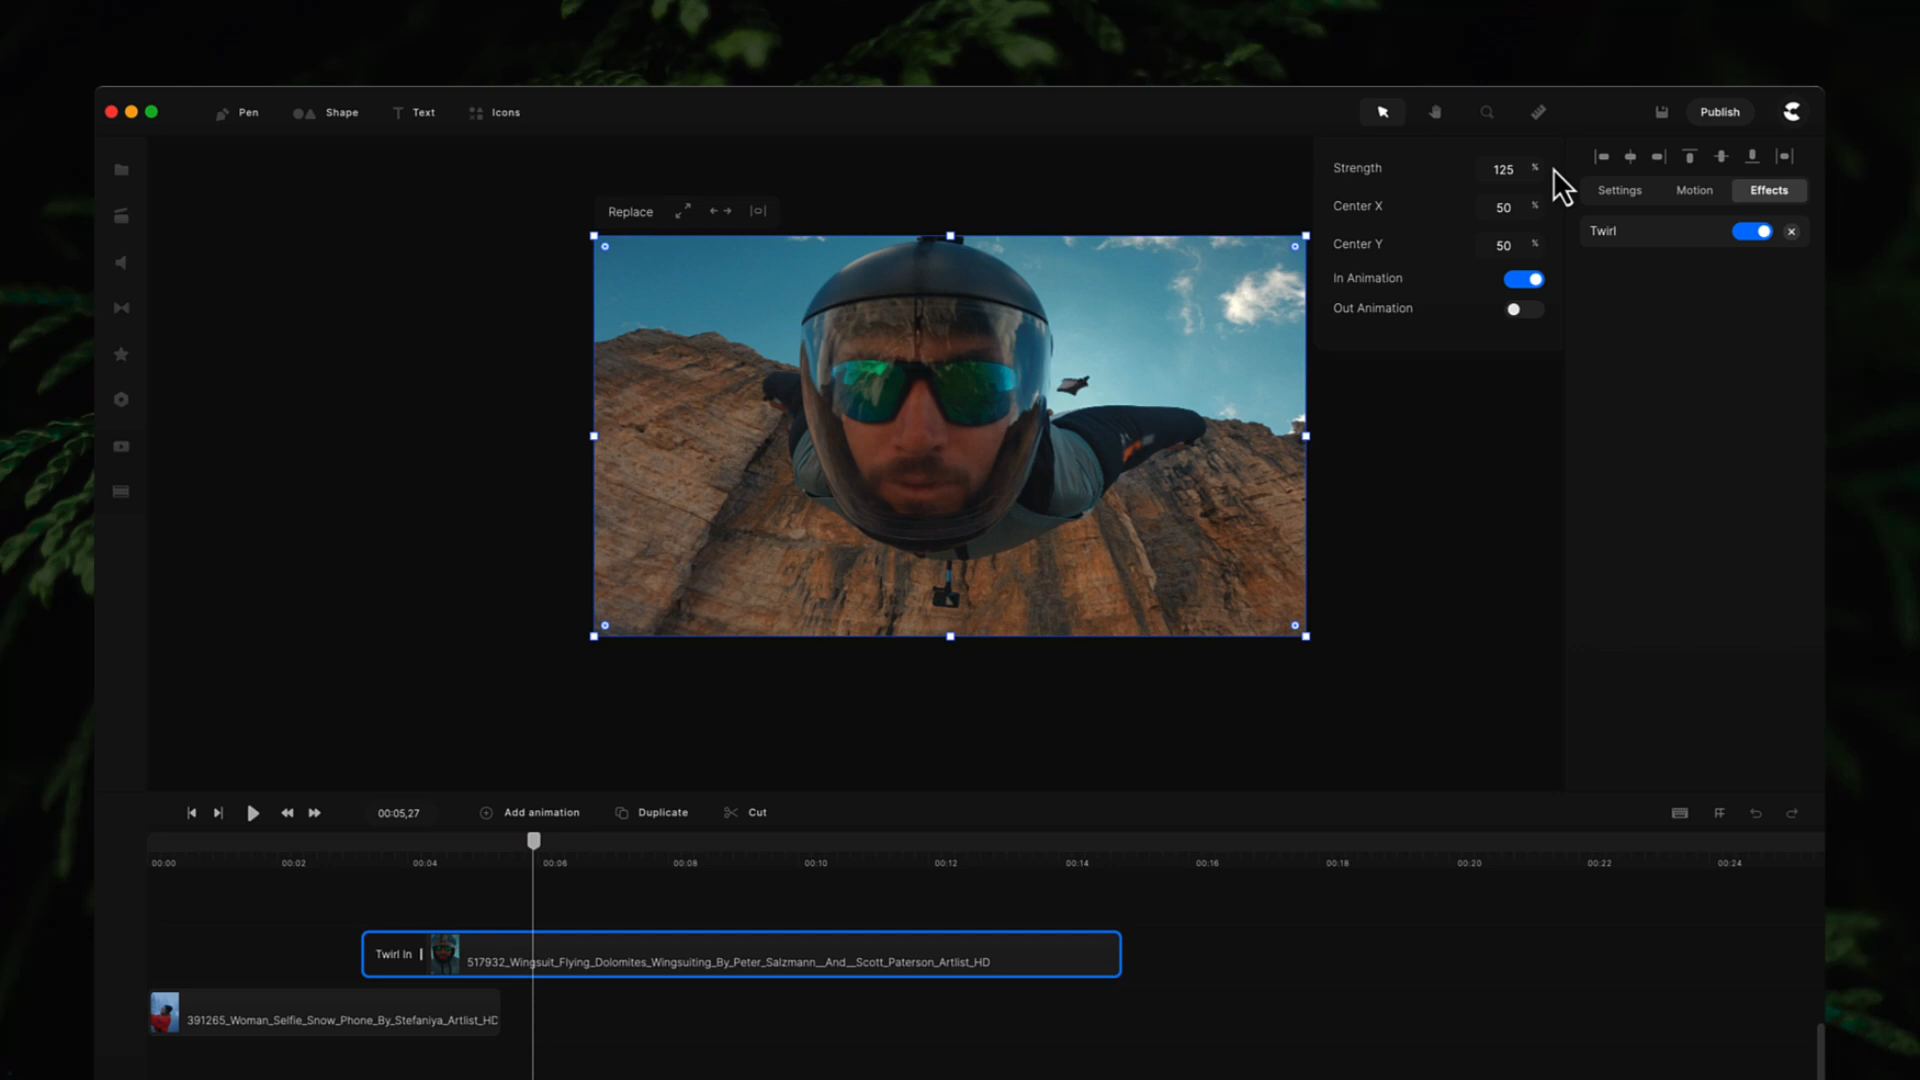 Pen Shape Text Icons Publish
Settings Motion Effects
Twirl
Strength 125 %
Center X 50 %
Center Y 50 %
In Animation
Out Animation
Replace
00:05,27 Add animation Duplicate Cut
00:00 00:02 00:04 00:06 00:08 00:10 00:12 00:14 00:16 00:18 00:20 00:22 00:24
Twirl In 517932_Wingsuit_Flying_Dolomites_Wingsuiting_By_Peter_Salzmann__And__Scott_Paterson_Artlist_HD
391265_Woman_Selfie_Snow_Phone_By_Stefaniya_Artlist_HD